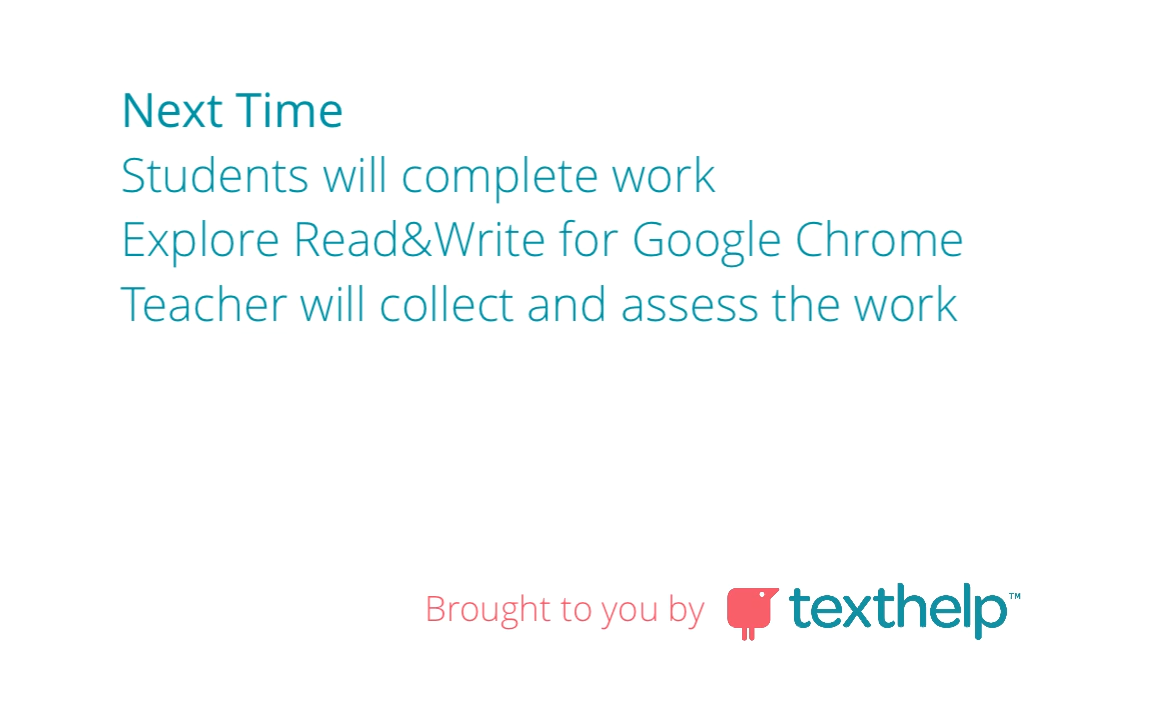 Next Time
Students will complete work
Explore Read&Write for Google Chrome
Teacher will collect and assess the work
Brought to you by texthelp™